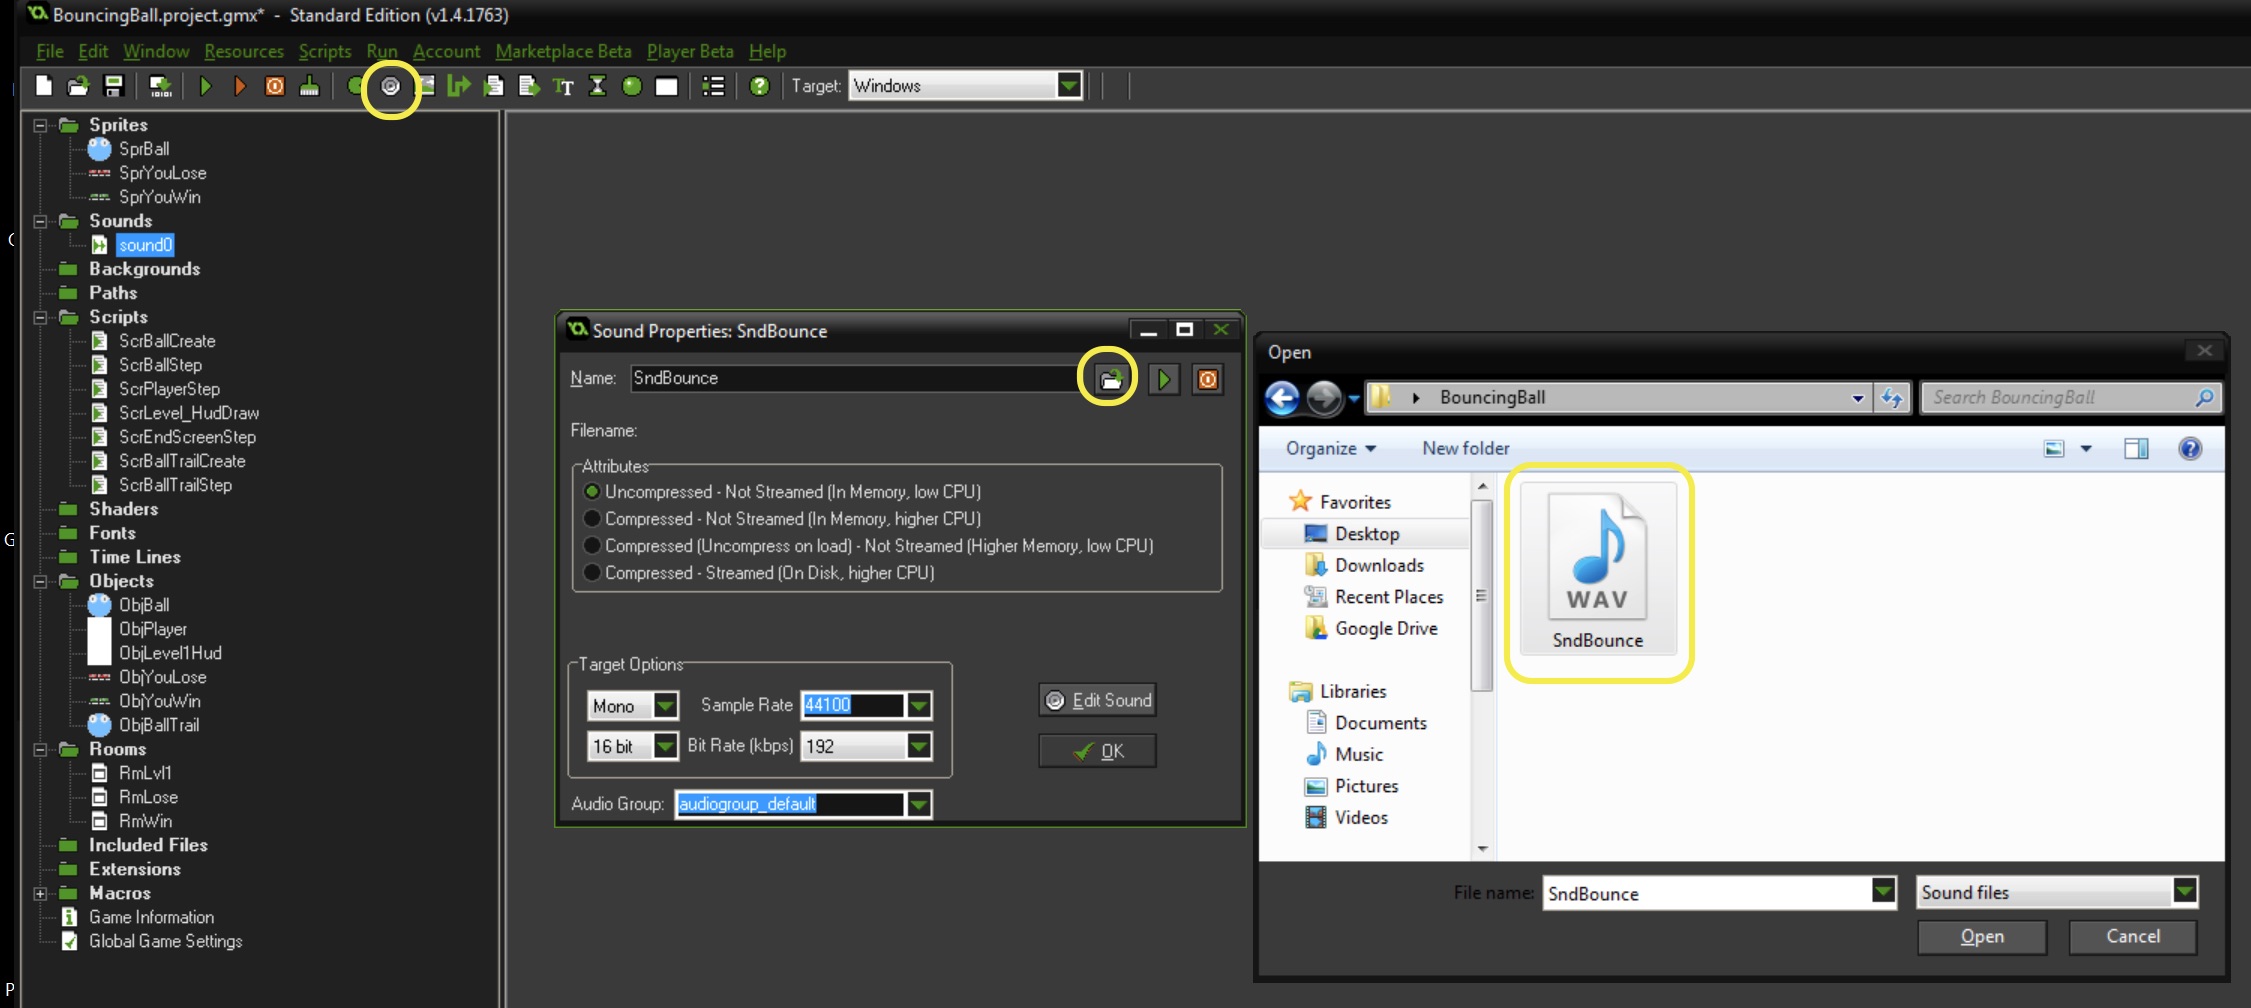 BouncingBall.project.gmx* - Standard Edition (v1.4.1763)
File Edit Window Resources Scripts Run Account Marketplace Beta Player Beta Help
Target: Windows
Sprites
SprBall
SprYouLose
SprYouWin
Sounds
sound0
Backgrounds
Paths
Scripts
ScrBallCreate
ScrBallStep
ScrPlayerStep
ScrLevel_HudDraw
ScrEndScreenStep
ScrBallTrailCreate
ScrBallTrailStep
Shaders
Fonts
Time Lines
Objects
ObjBall
ObjPlayer
ObjLevel1Hud
ObjYouLose
ObjYouWin
ObjBallTrail
Rooms
RmLvl1
RmLose
RmWin
Included Files
Extensions
Macros
Game Information
Global Game Settings
Sound Properties: SndBounce
Name: SndBounce
Filename:
Attributes
Uncompressed - Not Streamed (In Memory, low CPU)
Compressed - Not Streamed (In Memory, higher CPU)
Compressed (Uncompress on load) - Not Streamed (Higher Memory, low CPU)
Compressed - Streamed (On Disk, higher CPU)
Target Options
Mono Sample Rate 44100
16 bit Bit Rate (kbps) 192
Edit Sound
OK
Audio Group: audiogroup_default
Open
BouncingBall Search BouncingBall
Organize New folder
Favorites
Desktop
Downloads
Recent Places
Google Drive
Libraries
Documents
Music
Pictures
Videos
WAV
SndBounce
File name: SndBounce Sound files
Open Cancel